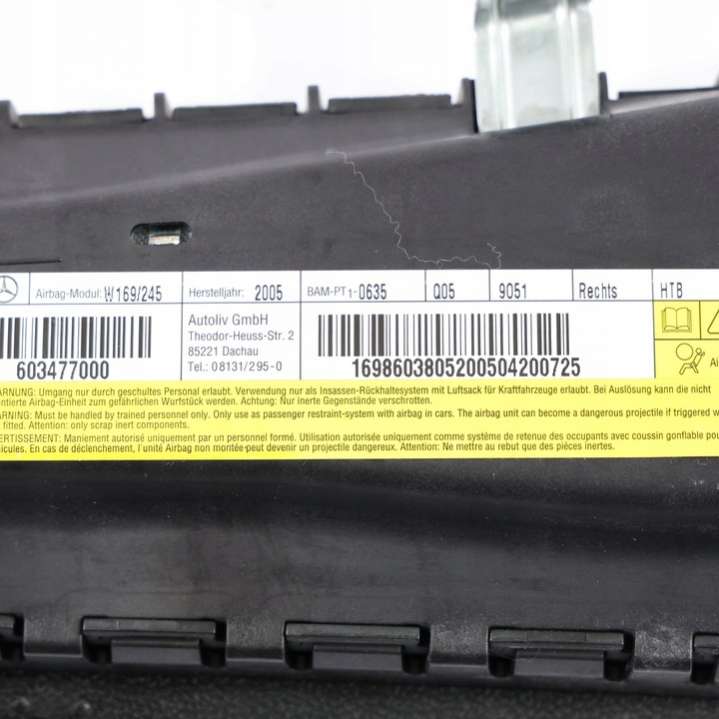 Airbag-Modul: W169/245 Herstelljahr: 2005 BAM-PT1-0635 Q05 9051 Rechts HTB
Autoliv GmbH
Theodor-Heuss-Str. 2
85221 Dachau
Tel.: 08131/295-0
603477000
1698603805200504200725
ARNUNG: Umgang nur durch geschultes Personal erlaubt. Verwendung nur als Insassen-Rückhaltesystem mit Luftsack für Kraftfahrzeuge erlaubt. Bei Auslösung kann die nicht
ntierte Airbag-Einheit zum gefährlichen Wurfstück werden. Achtung: Nur inerte Gegenstände verschrotten.
ARNING: Must be handled by trained personnel only. Only use as passenger restraint-system with airbag in cars. The airbag unit can become a dangerous projectile if triggered w
fitted. Attention: only scrap inert components.
ERTISSEMENT: Maniement autorisé uniquement par un personnel formé. Utilisation autorisée uniquement comme système de retenue des occupants avec coussin gonflable po
icules. En cas de déclenchement, l'unité Airbag non montée peut devenir un projectile dangereux. Attention: Ne mettre au rebut que des pièces inertes.